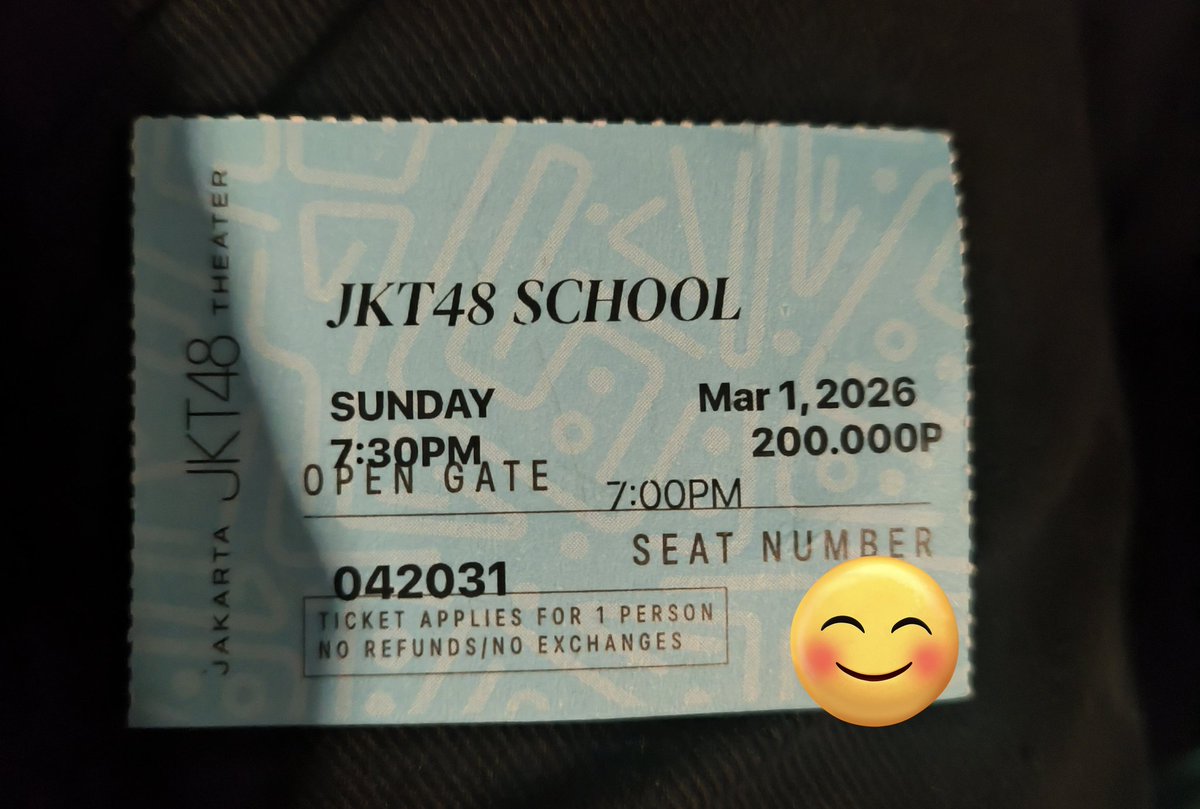 JAKARTA JKT48 THEATER
JKT48 SCHOOL
SUNDAY Mar 1, 2026
7:30PM 200.000P
OPEN GATE 7:00PM
SEAT NUMBER
042031
TICKET APPLIES FOR 1 PERSON
NO REFUNDS/NO EXCHANGES